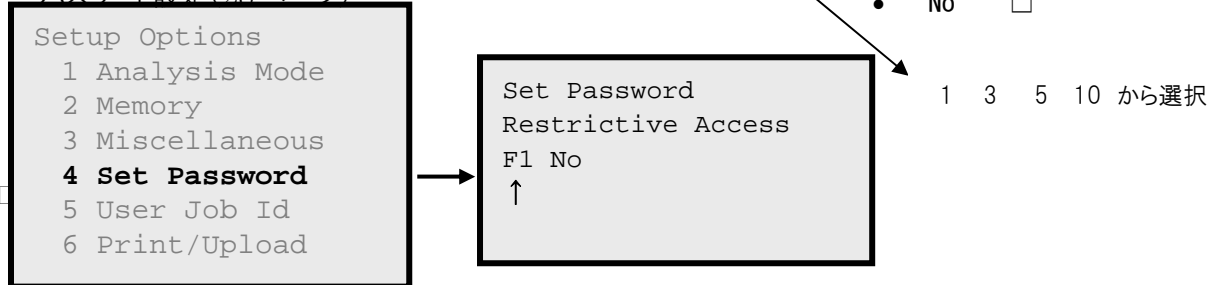 • No □
Setup Options
1 Analysis Mode
2 Memory
3 Miscellaneous
4 Set Password
5 User Job Id
6 Print/Upload
Set Password
Restrictive Access
F1 No
↑
1 3 5 10 から選択